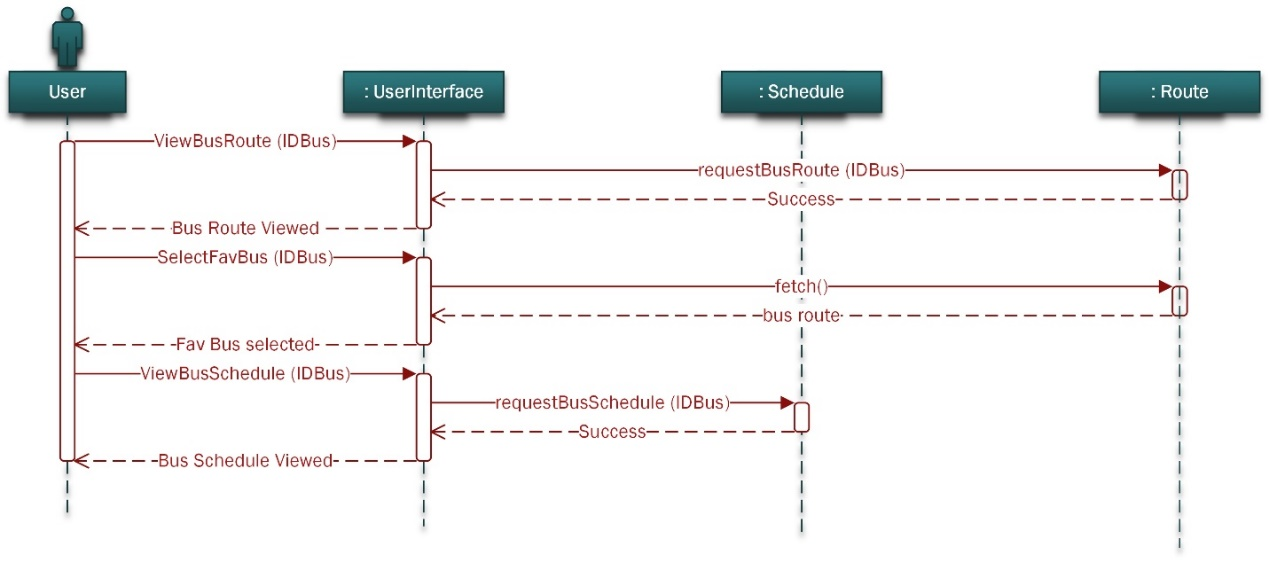 User
: UserInterface
: Schedule
: Route
ViewBusRoute (IDBus)
requestBusRoute (IDBus)
Success
Bus Route Viewed
SelectFavBus (IDBus)
fetch()
bus route
Fav Bus selected
ViewBusSchedule (IDBus)
requestBusSchedule (IDBus)
Success
Bus Schedule Viewed